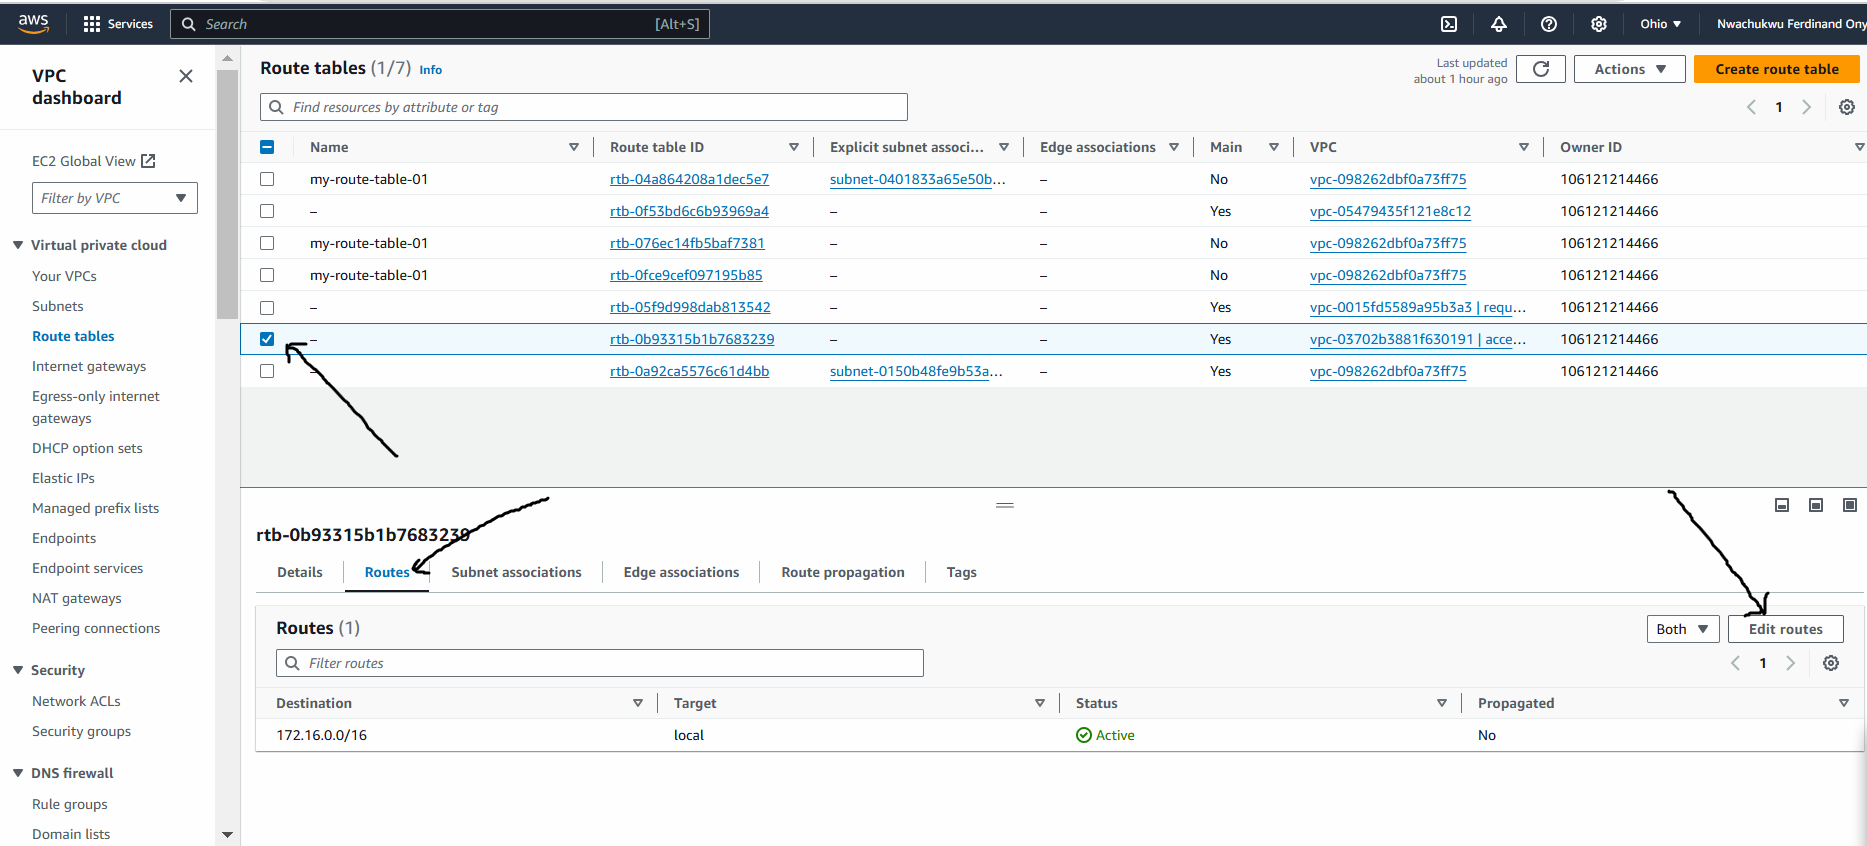 aws Services Search [Alt+S] Ohio Nwachukwu Ferdinand Ony
VPC dashboard
EC2 Global View
Filter by VPC
Virtual private cloud
Your VPCs
Subnets
Route tables
Internet gateways
Egress-only internet
gateways
DHCP option sets
Elastic IPs
Managed prefix lists
Endpoints
Endpoint services
NAT gateways
Peering connections
Security
Network ACLs
Security groups
DNS firewall
Rule groups
Domain lists
Route tables (1/7) Info
Last updated
about 1 hour ago
Actions
Create route table
Find resources by attribute or tag
1
Name Route table ID Explicit subnet associ... Edge associations Main VPC Owner ID
my-route-table-01 rtb-04a864208a1dec5e7 subnet-0401833a65e50b... – No vpc-098262dbf0a73ff75 106121214466
– rtb-0f53bd6c6b93969a4 – – Yes vpc-05479435f121e8c12 106121214466
my-route-table-01 rtb-076ec14fb5baf7381 – – No vpc-098262dbf0a73ff75 106121214466
my-route-table-01 rtb-0fce9cef097195b85 – – No vpc-098262dbf0a73ff75 106121214466
– rtb-05f9d998dab813542 – – Yes vpc-0015fd5589a95b3a3 | requ... 106121214466
– rtb-0b93315b1b7683239 – – Yes vpc-03702b3881f630191 | acce... 106121214466
– rtb-0a92ca5576c61d4bb subnet-0150b48fe9b53a... – Yes vpc-098262dbf0a73ff75 106121214466
rtb-0b93315b1b7683239
Details Routes Subnet associations Edge associations Route propagation Tags
Routes (1)
Both Edit routes
Filter routes
1
Destination Target Status Propagated
172.16.0.0/16 local Active No